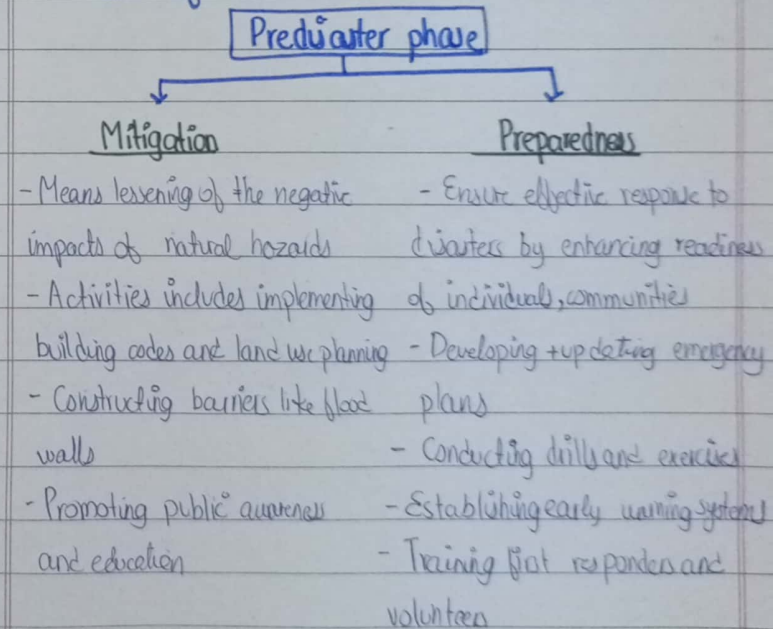 Predisaster phase
Mitigation
- Means lessening of the negative
impacts of natural hazards
- Activities includes implementing
building codes and land use planning
- Constructing barriers like flood
walls
- Promoting public awareness
and education
Preparedness
- Ensure effective response to
disasters by enhancing readiness
of individuals, communities
- Developing + updating emergency
plans
- Conducting drills and exercises
- Establishing early warning systems
- Training first responders and
volunteers